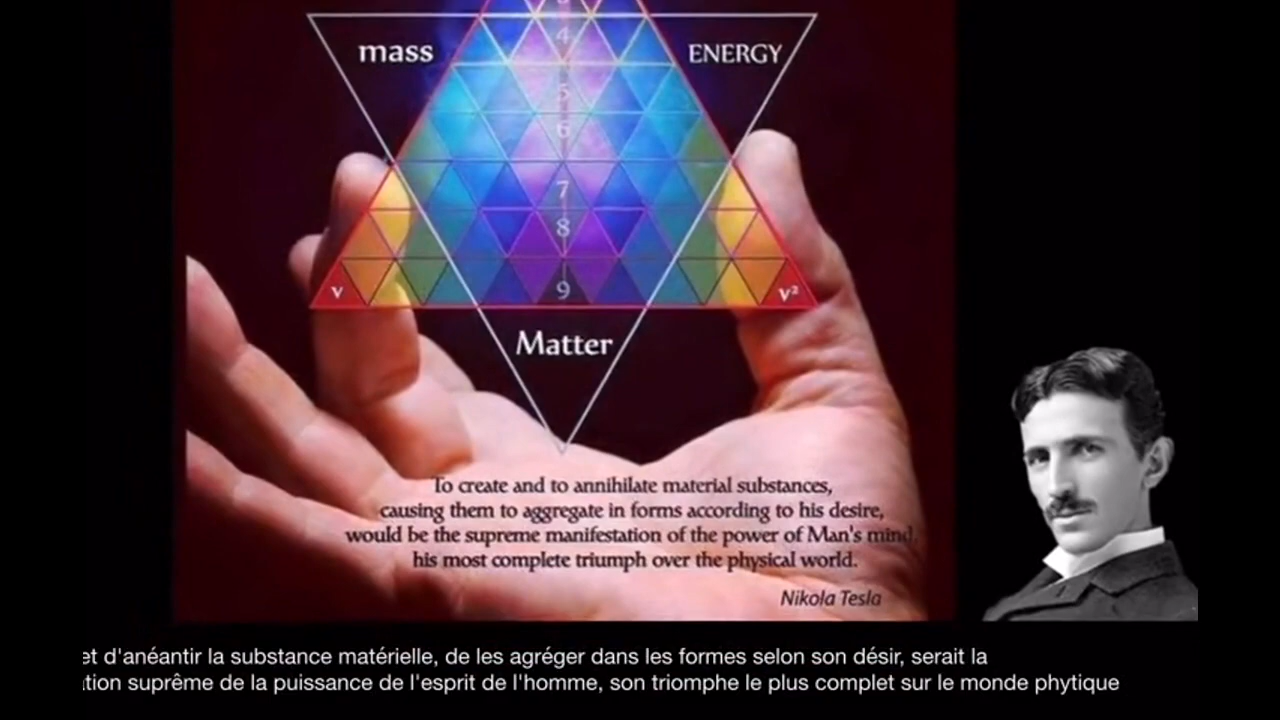 4
mass ENERGY
5
6
7
8
v 9 v²
Matter
To create and to annihilate material substances,
causing them to aggregate in forms according to his desire,
would be the supreme manifestation of the power of Man's mind,
his most complete triumph over the physical world.
Nikola Tesla
et d'anéantir la substance matérielle, de les agréger dans les formes selon son désir, serait la
tion suprême de la puissance de l'esprit de l'homme, son triomphe le plus complet sur le monde phytique